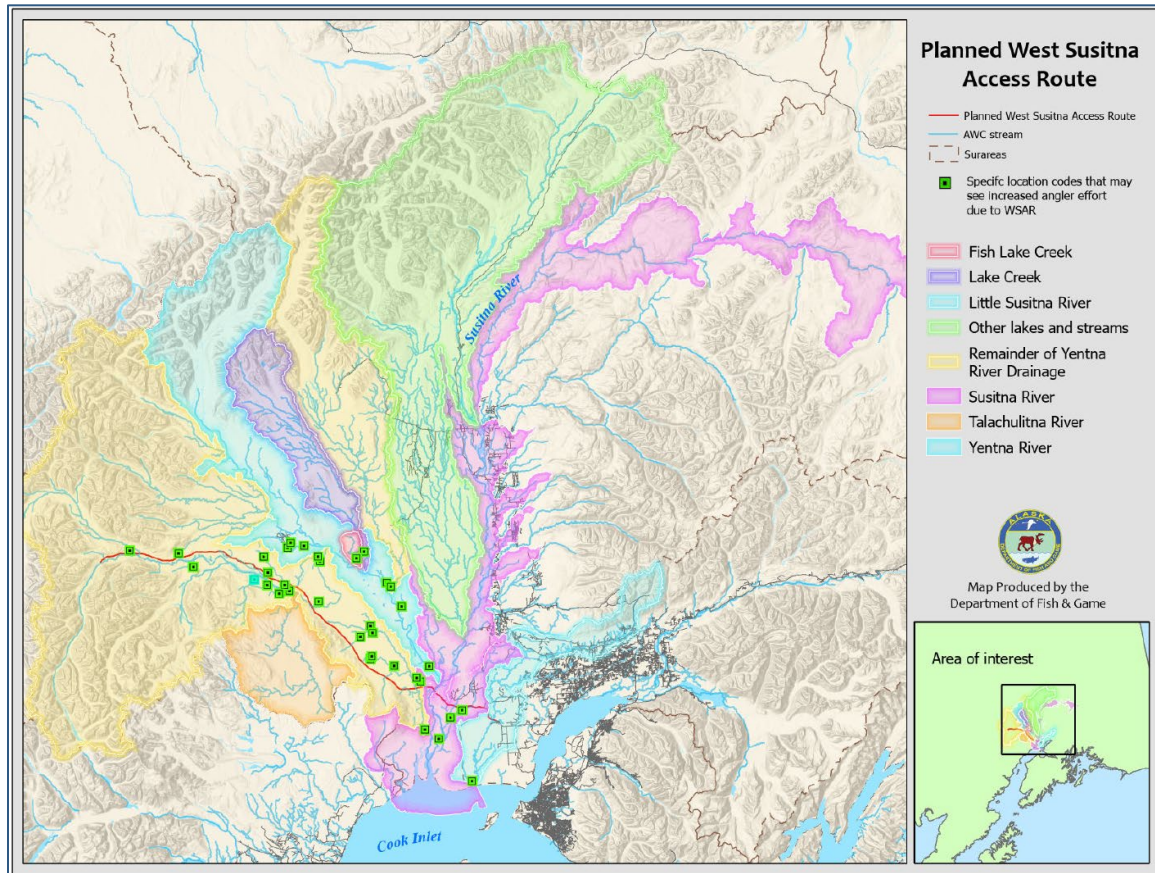 Planned West Susitna
Access Route
Planned West Susitna Access Route
AWC stream
Surareas
Specifc location codes that may
see increased angler effort
due to WSAR
Fish Lake Creek
Lake Creek
Little Susitna River
Other lakes and streams
Remainder of Yentna
River Drainage
Susitna River
Talachulitna River
Yentna River
ALASKA
Map Produced by the
Department of Fish & Game
Area of interest
Susitna River
Cook Inlet